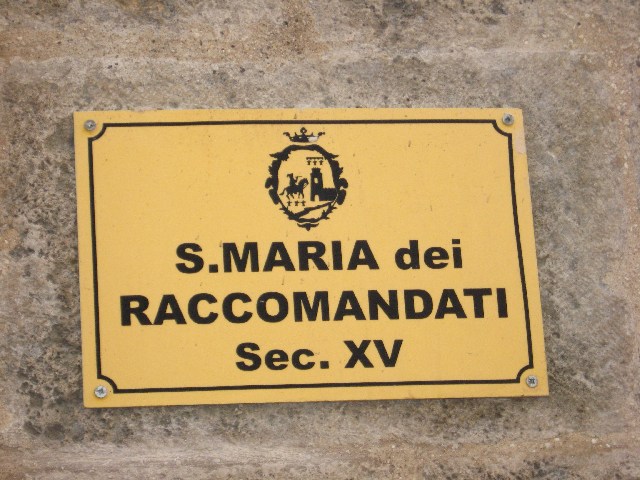 S.MARIA dei
RACCOMANDATI
Sec. XV